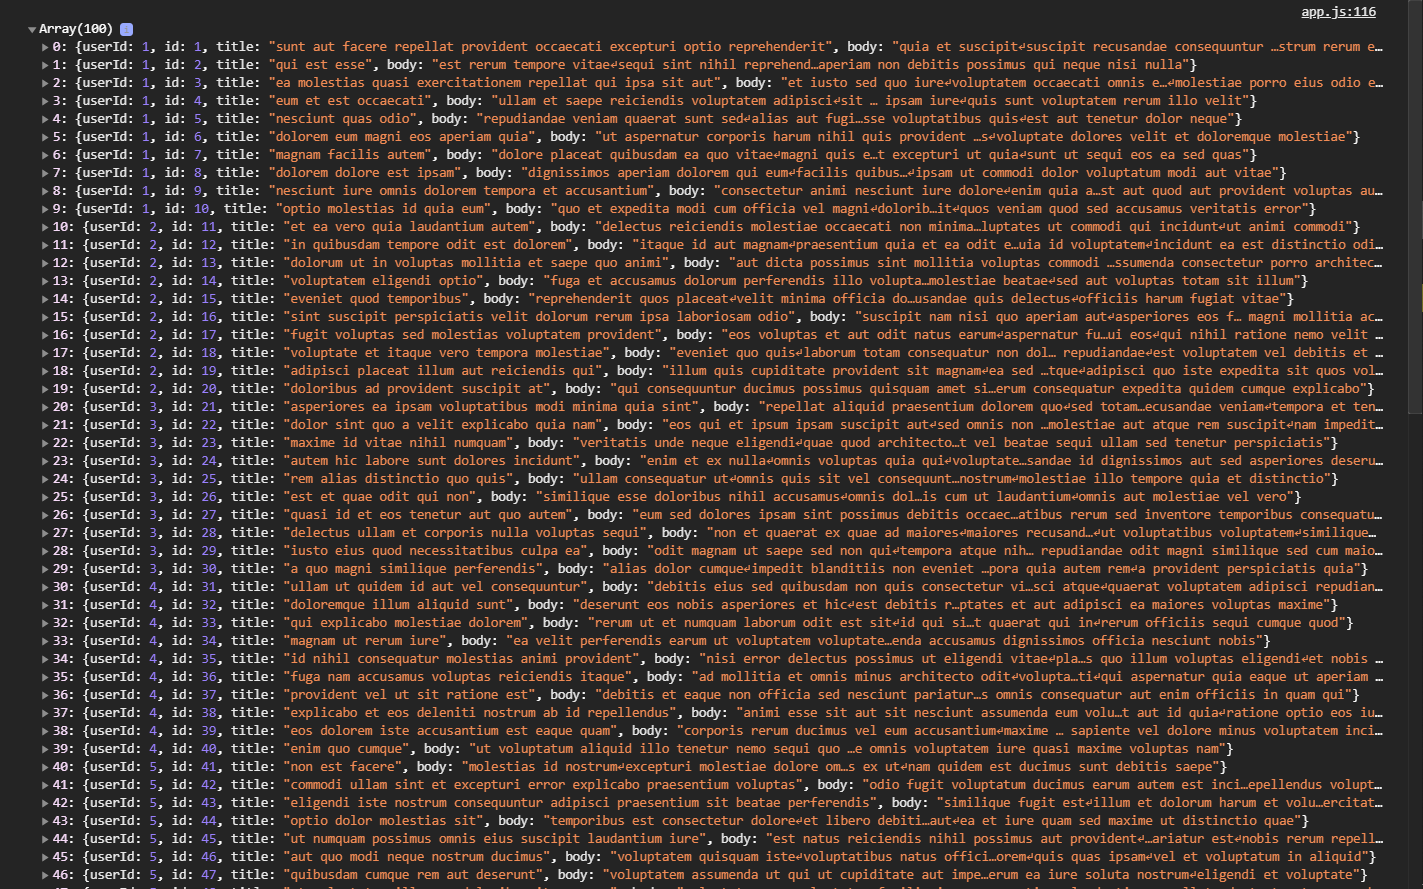 app.js:116
▼Array(100) i
▶0: {userId: 1, id: 1, title: "sunt aut facere repellat provident occaecati excepturi optio reprehenderit", body: "quia et suscipit↵suscipit recusandae consequuntur …strum rerum e…
▶1: {userId: 1, id: 2, title: "qui est esse", body: "est rerum tempore vitae↵sequi sint nihil reprehend…aperiam non debitis possimus qui neque nisi nulla"}
▶2: {userId: 1, id: 3, title: "ea molestias quasi exercitationem repellat qui ipsa sit aut", body: "et iusto sed quo iure↵voluptatem occaecati omnis e…↵molestiae porro eius odio e…
▶3: {userId: 1, id: 4, title: "eum et est occaecati", body: "ullam et saepe reiciendis voluptatem adipisci↵sit … ipsam iure↵quis sunt voluptatem rerum illo velit"}
▶4: {userId: 1, id: 5, title: "nesciunt quas odio", body: "repudiandae veniam quaerat sunt sed↵alias aut fugi…sse voluptatibus quis↵est aut tenetur dolor neque"}
▶5: {userId: 1, id: 6, title: "dolorem eum magni eos aperiam quia", body: "ut aspernatur corporis harum nihil quis provident …s↵voluptate dolores velit et doloremque molestiae"}
▶6: {userId: 1, id: 7, title: "magnam facilis autem", body: "dolore placeat quibusdam ea quo vitae↵magni quis e…t excepturi ut quia↵sunt ut sequi eos ea sed quas"}
▶7: {userId: 1, id: 8, title: "dolorem dolore est ipsam", body: "dignissimos aperiam dolorem qui eum↵facilis quibus…↵ipsam ut commodi dolor voluptatum modi aut vitae"}
▶8: {userId: 1, id: 9, title: "nesciunt iure omnis dolorem tempora et accusantium", body: "consectetur animi nesciunt iure dolore↵enim quia a…st aut quod aut provident voluptas au…
▶9: {userId: 1, id: 10, title: "optio molestias id quia eum", body: "quo et expedita modi cum officia vel magni↵dolorib…it↵quos veniam quod sed accusamus veritatis error"}
▶10: {userId: 2, id: 11, title: "et ea vero quia laudantium autem", body: "delectus reiciendis molestiae occaecati non minima…luptates ut commodi qui incidunt↵ut animi commodi"}
▶11: {userId: 2, id: 12, title: "in quibusdam tempore odit est dolorem", body: "itaque id aut magnam↵praesentium quia et ea odit e…uia id voluptatem↵incidunt ea est distinctio odi…
▶12: {userId: 2, id: 13, title: "dolorum ut in voluptas mollitia et saepe quo animi", body: "aut dicta possimus sint mollitia voluptas commodi …ssumenda consectetur porro architec…
▶13: {userId: 2, id: 14, title: "voluptatem eligendi optio", body: "fuga et accusamus dolorum perferendis illo volupta…molestiae beatae↵sed aut voluptas totam sit illum"}
▶14: {userId: 2, id: 15, title: "eveniet quod temporibus", body: "reprehenderit quos placeat↵velit minima officia do…usandae quis delectus↵officiis harum fugiat vitae"}
▶15: {userId: 2, id: 16, title: "sint suscipit perspiciatis velit dolorum rerum ipsa laboriosam odio", body: "suscipit nam nisi quo aperiam aut↵asperiores eos f… magni mollitia ac…
▶16: {userId: 2, id: 17, title: "fugit voluptas sed molestias voluptatem provident", body: "eos voluptas et aut odit natus earum↵aspernatur fu…ui eos↵qui nihil ratione nemo velit …
▶17: {userId: 2, id: 18, title: "voluptate et itaque vero tempora molestiae", body: "eveniet quo quis↵laborum totam consequatur non dol… repudiandae↵est voluptatem vel debitis et …
▶18: {userId: 2, id: 19, title: "adipisci placeat illum aut reiciendis qui", body: "illum quis cupiditate provident sit magnam↵ea sed …tque↵adipisci quo iste expedita sit quos vol…
▶19: {userId: 2, id: 20, title: "doloribus ad provident suscipit at", body: "qui consequuntur ducimus possimus quisquam amet si…erum consequatur expedita quidem cumque explicabo"}
▶20: {userId: 3, id: 21, title: "asperiores ea ipsam voluptatibus modi minima quia sint", body: "repellat aliquid praesentium dolorem quo↵sed totam…ecusandae veniam↵tempora et ten…
▶21: {userId: 3, id: 22, title: "dolor sint quo a velit explicabo quia nam", body: "eos qui et ipsum ipsam suscipit aut↵sed omnis non …molestiae aut atque rem suscipit↵nam impedit…
▶22: {userId: 3, id: 23, title: "maxime id vitae nihil numquam", body: "veritatis unde neque eligendi↵quae quod architecto…t vel beatae sequi ullam sed tenetur perspiciatis"}
▶23: {userId: 3, id: 24, title: "autem hic labore sunt dolores incidunt", body: "enim et ex nulla↵omnis voluptas quia qui↵voluptate…sandae id dignissimos aut sed asperiores deseru…
▶24: {userId: 3, id: 25, title: "rem alias distinctio quo quis", body: "ullam consequatur ut↵omnis quis sit vel consequunt…nostrum↵molestiae illo tempore quia et distinctio"}
▶25: {userId: 3, id: 26, title: "est et quae odit qui non", body: "similique esse doloribus nihil accusamus↵omnis dol…is cum ut laudantium↵omnis aut molestiae vel vero"}
▶26: {userId: 3, id: 27, title: "quasi id et eos tenetur aut quo autem", body: "eum sed dolores ipsam sint possimus debitis occaec…atibus rerum sed inventore temporibus consequatu…
▶27: {userId: 3, id: 28, title: "delectus ullam et corporis nulla voluptas sequi", body: "non et quaerat ex quae ad maiores↵maiores recusand…↵ut voluptatibus voluptatem↵similique…
▶28: {userId: 3, id: 29, title: "iusto eius quod necessitatibus culpa ea", body: "odit magnam ut saepe sed non qui↵tempora atque nih… repudiandae odit magni similique sed cum maio…
▶29: {userId: 3, id: 30, title: "a quo magni similique perferendis", body: "alias dolor cumque↵impedit blanditiis non eveniet …pora quia autem rem↵a provident perspiciatis quia"}
▶30: {userId: 4, id: 31, title: "ullam ut quidem id aut vel consequuntur", body: "debitis eius sed quibusdam non quis consectetur vi…sci atque↵quaerat voluptatem adipisci repudian…
▶31: {userId: 4, id: 32, title: "doloremque illum aliquid sunt", body: "deserunt eos nobis asperiores et hic↵est debitis r…ptates et aut adipisci ea maiores voluptas maxime"}
▶32: {userId: 4, id: 33, title: "qui explicabo molestiae dolorem", body: "rerum ut et numquam laborum odit est sit↵id qui si…t quaerat qui in↵rerum officiis sequi cumque quod"}
▶33: {userId: 4, id: 34, title: "magnam ut rerum iure", body: "ea velit perferendis earum ut voluptatem voluptate…enda accusamus dignissimos officia nesciunt nobis"}
▶34: {userId: 4, id: 35, title: "id nihil consequatur molestias animi provident", body: "nisi error delectus possimus ut eligendi vitae↵pla…s quo illum voluptas eligendi↵et nobis …
▶35: {userId: 4, id: 36, title: "fuga nam accusamus voluptas reiciendis itaque", body: "ad mollitia et omnis minus architecto odit↵volupta…ti↵qui aspernatur quia eaque ut aperiam …
▶36: {userId: 4, id: 37, title: "provident vel ut sit ratione est", body: "debitis et eaque non officia sed nesciunt pariatur…s omnis consequatur aut enim officiis in quam qui"}
▶37: {userId: 4, id: 38, title: "explicabo et eos deleniti nostrum ab id repellendus", body: "animi esse sit aut sit nesciunt assumenda eum volu…t aut id quia↵ratione optio eos iu…
▶38: {userId: 4, id: 39, title: "eos dolorem iste accusantium est eaque quam", body: "corporis rerum ducimus vel eum accusantium↵maxime … sapiente vel dolore minus voluptatem inci…
▶39: {userId: 4, id: 40, title: "enim quo cumque", body: "ut voluptatum aliquid illo tenetur nemo sequi quo …e omnis voluptatem iure quasi maxime voluptas nam"}
▶40: {userId: 5, id: 41, title: "non est facere", body: "molestias id nostrum↵excepturi molestiae dolore om…s ex ut↵nam quidem est ducimus sunt debitis saepe"}
▶41: {userId: 5, id: 42, title: "commodi ullam sint et excepturi error explicabo praesentium voluptas", body: "odio fugit voluptatum ducimus earum autem est inci…epellendus volupt…
▶42: {userId: 5, id: 43, title: "eligendi iste nostrum consequuntur adipisci praesentium sit beatae perferendis", body: "similique fugit est↵illum et dolorum harum et volu…ercitat…
▶43: {userId: 5, id: 44, title: "optio dolor molestias sit", body: "temporibus est consectetur dolore↵et libero debiti…aut↵ea et iure quam sed maxime ut distinctio quae"}
▶44: {userId: 5, id: 45, title: "ut numquam possimus omnis eius suscipit laudantium iure", body: "est natus reiciendis nihil possimus aut provident↵…ariatur est↵nobis rerum repell…
▶45: {userId: 5, id: 46, title: "aut quo modi neque nostrum ducimus", body: "voluptatem quisquam iste↵voluptatibus natus offici…orem↵quis quas ipsam↵vel et voluptatum in aliquid"}
▶46: {userId: 5, id: 47, title: "quibusdam cumque rem aut deserunt", body: "voluptatem assumenda ut qui ut cupiditate aut impe…erum ea iure soluta nostrum↵eligendi et voluptate"}